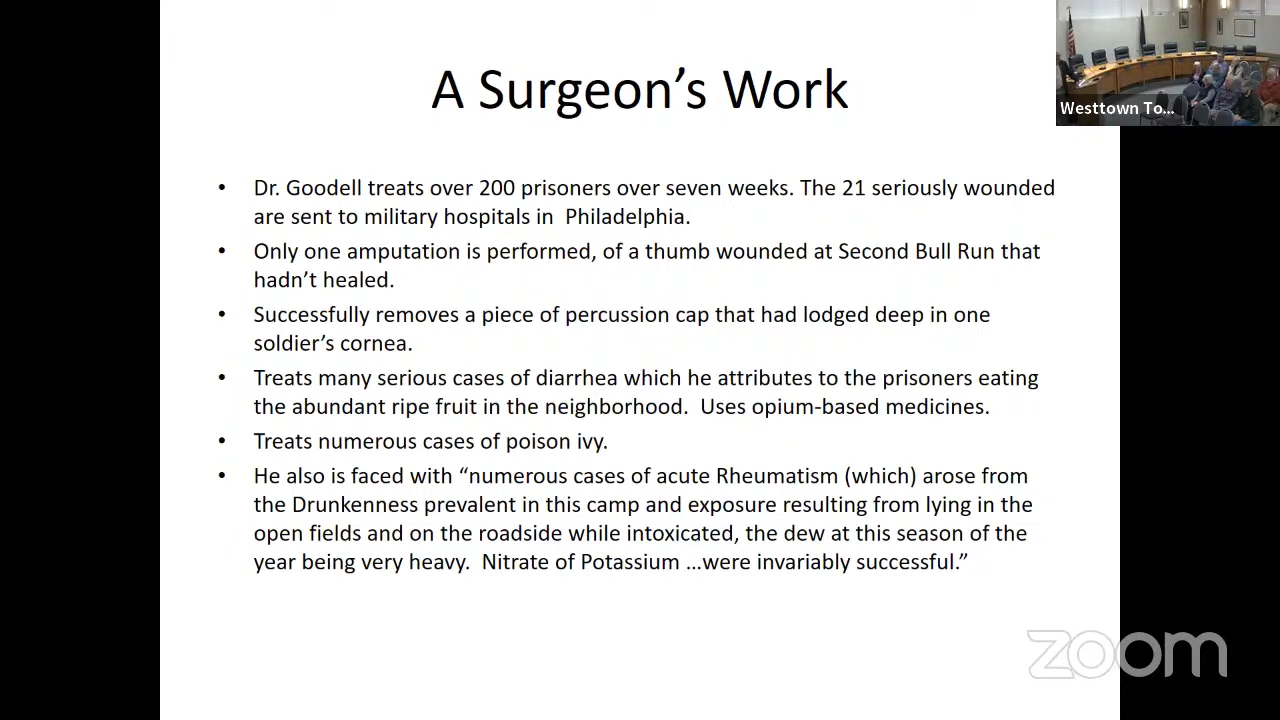 A Surgeon's Work
Westtown To...
• Dr. Goodell treats over 200 prisoners over seven weeks. The 21 seriously wounded
are sent to military hospitals in  Philadelphia.
• Only one amputation is performed, of a thumb wounded at Second Bull Run that
hadn't healed.
• Successfully removes a piece of percussion cap that had lodged deep in one
soldier's cornea.
• Treats many serious cases of diarrhea which he attributes to the prisoners eating
the abundant ripe fruit in the neighborhood.  Uses opium-based medicines.
• Treats numerous cases of poison ivy.
• He also is faced with “numerous cases of acute Rheumatism (which) arose from
the Drunkenness prevalent in this camp and exposure resulting from lying in the
open fields and on the roadside while intoxicated, the dew at this season of the
year being very heavy.  Nitrate of Potassium …were invariably successful.”
zoom